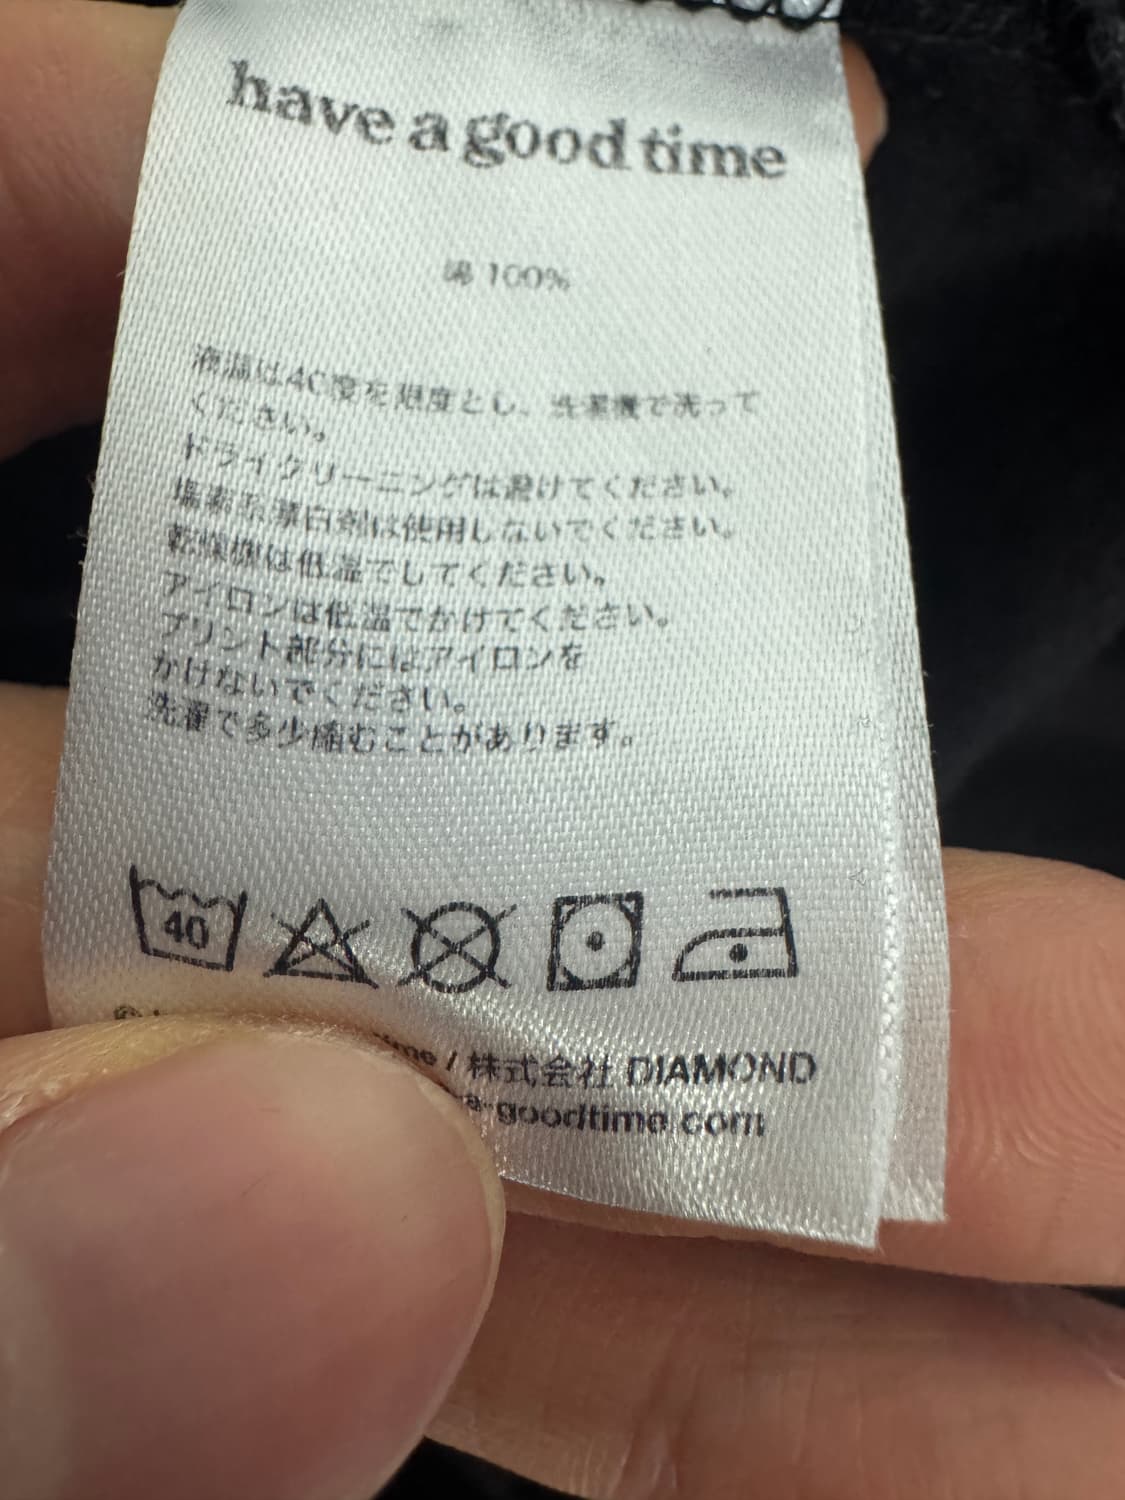 have a good time
綿 100%
液温は40度を限度とし、洗濯機で洗って
ください。
ドライクリーニングは避けてください。
塩素系漂白剤は使用しないでください。
乾燥機は低温でしてください。
アイロンは低温でかけてください。
プリント部分にはアイロンを
かけないでください。
洗濯で多少縮むことがあります。
40
©
ime / 株式会社 DIAMOND
a-goodtime.com